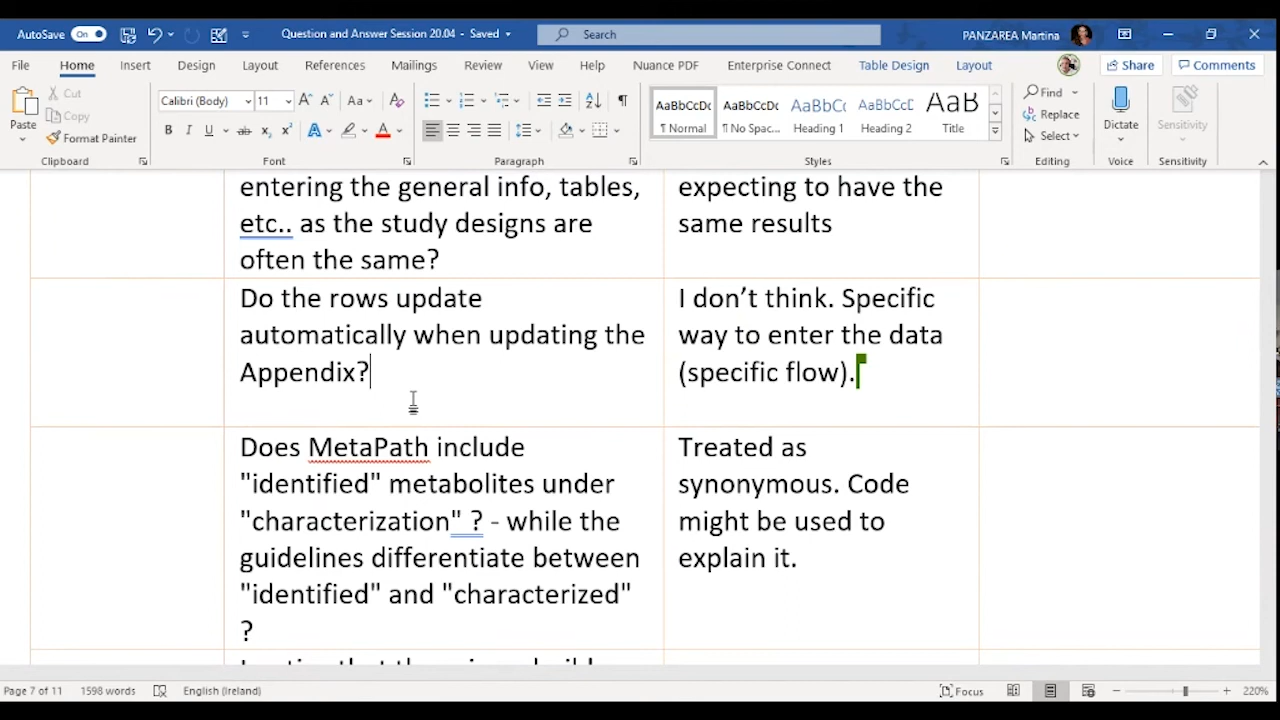 AutoSave On Question and Answer Session 20.04 - Saved Search PANZAREA Martina
File Home Insert Design Layout References Mailings Review View Help Nuance PDF Enterprise Connect Table Design Layout Share Comments
Paste Cut Copy Format Painter
Clipboard
Calibri (Body) 11
Font
Paragraph
AaBbCcDc AaBbCcDc AaBbCc AaBbCcD AaB
¶ Normal ¶ No Spac... Heading 1 Heading 2 Title
Styles
Find
Replace
Select
Editing
Dictate
Voice
Sensitivity
Sensitivity
entering the general info, tables,
etc.. as the study designs are
often the same?
expecting to have the
same results
Do the rows update
automatically when updating the
Appendix?
I don’t think. Specific
way to enter the data
(specific flow).
Does MetaPath include
"identified" metabolites under
"characterization" ? - while the
guidelines differentiate between
"identified" and "characterized"
?
Treated as
synonymous. Code
might be used to
explain it.
Page 7 of 11 1598 words English (Ireland) Focus 220%